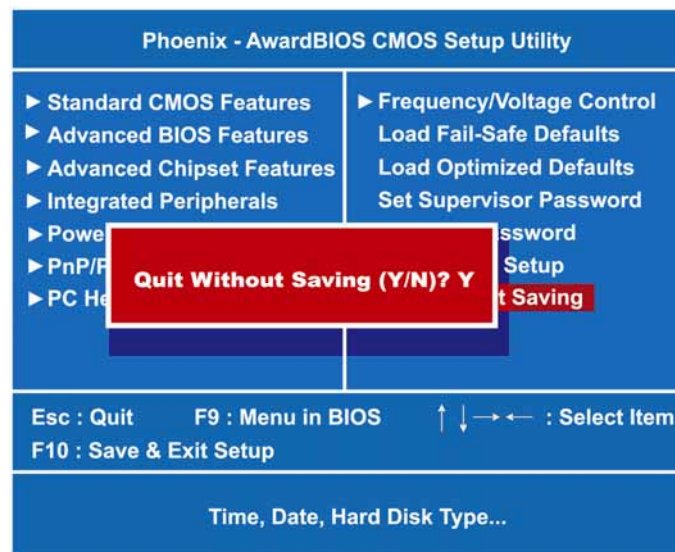 Phoenix - AwardBIOS CMOS Setup Utility
► Standard CMOS Features
► Advanced BIOS Features
► Advanced Chipset Features
► Integrated Peripherals
► Powe
► PnP/P
► PC He
► Frequency/Voltage Control
Load Fail-Safe Defaults
Load Optimized Defaults
Set Supervisor Password
ssword
Setup
t Saving
Quit Without Saving (Y/N)? Y
Esc : Quit F9 : Menu in BIOS ↑ ↓ → ← : Select Item
F10 : Save & Exit Setup
Time, Date, Hard Disk Type...